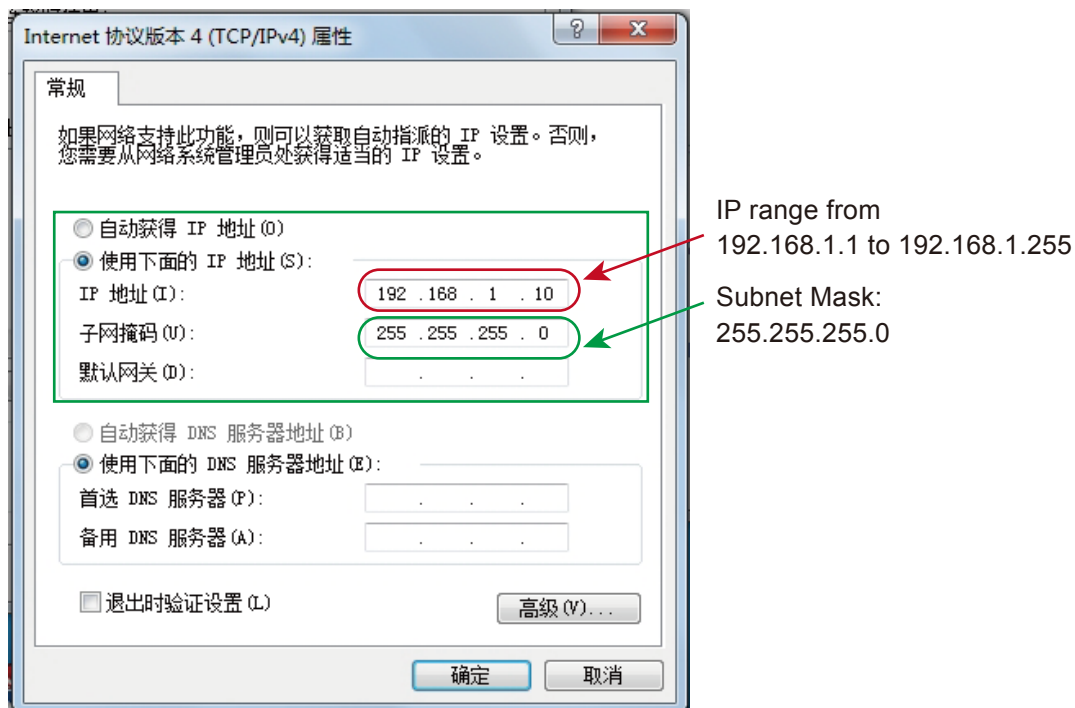 Internet 协议版本 4 (TCP/IPv4) 属性
常规
如果网络支持此功能,则可以获取自动指派的 IP 设置。否则,
您需要从网络系统管理员处获得适当的 IP 设置。
自动获得 IP 地址(O)
使用下面的 IP 地址(S):
IP 地址(I):
192 .168 . 1 . 10
子网掩码(U):
255 .255 .255 . 0
默认网关(D):
. . .
自动获得 DNS 服务器地址(B)
使用下面的 DNS 服务器地址(E):
首选 DNS 服务器(P):
. . .
备用 DNS 服务器(A):
. . .
退出时验证设置(L)
高级(V)...
确定
取消
IP range from
192.168.1.1 to 192.168.1.255
Subnet Mask:
255.255.255.0